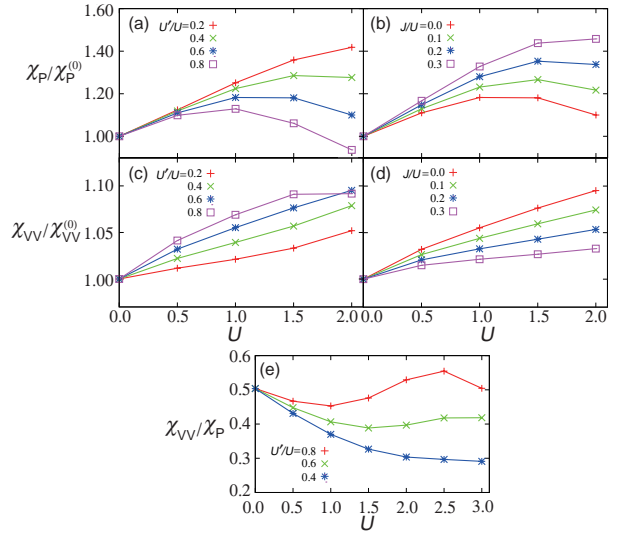 (a) U′/U=0.2
0.4
0.6
0.8
(b) J/U=0.0
0.1
0.2
0.3
χP/χP(0)
1.60
1.40
1.20
1.00
(c) U′/U=0.2
0.4
0.6
0.8
(d) J/U=0.0
0.1
0.2
0.3
χVV/χVV(0)
1.10
1.05
1.00
0.0 0.5 1.0 1.5 2.0
0.0 0.5 1.0 1.5 2.0
U
U
(e)
χVV/χP
0.6
0.5
0.4
0.3
0.2
U′/U=0.8
0.6
0.4
0.0 0.5 1.0 1.5 2.0 2.5 3.0
U